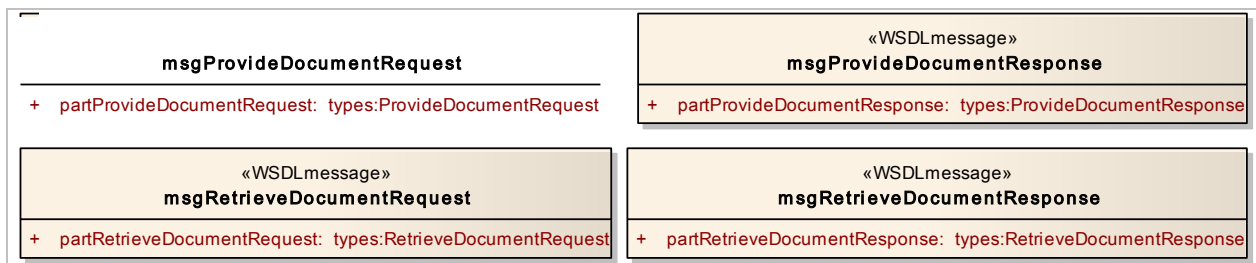 msgProvideDocumentRequest
+ partProvideDocumentRequest: types:ProvideDocumentRequest
«WSDLmessage»
msgProvideDocumentResponse
+ partProvideDocumentResponse: types:ProvideDocumentResponse
«WSDLmessage»
msgRetrieveDocumentRequest
+ partRetrieveDocumentRequest: types:RetrieveDocumentRequest
«WSDLmessage»
msgRetrieveDocumentResponse
+ partRetrieveDocumentResponse: types:RetrieveDocumentResponse